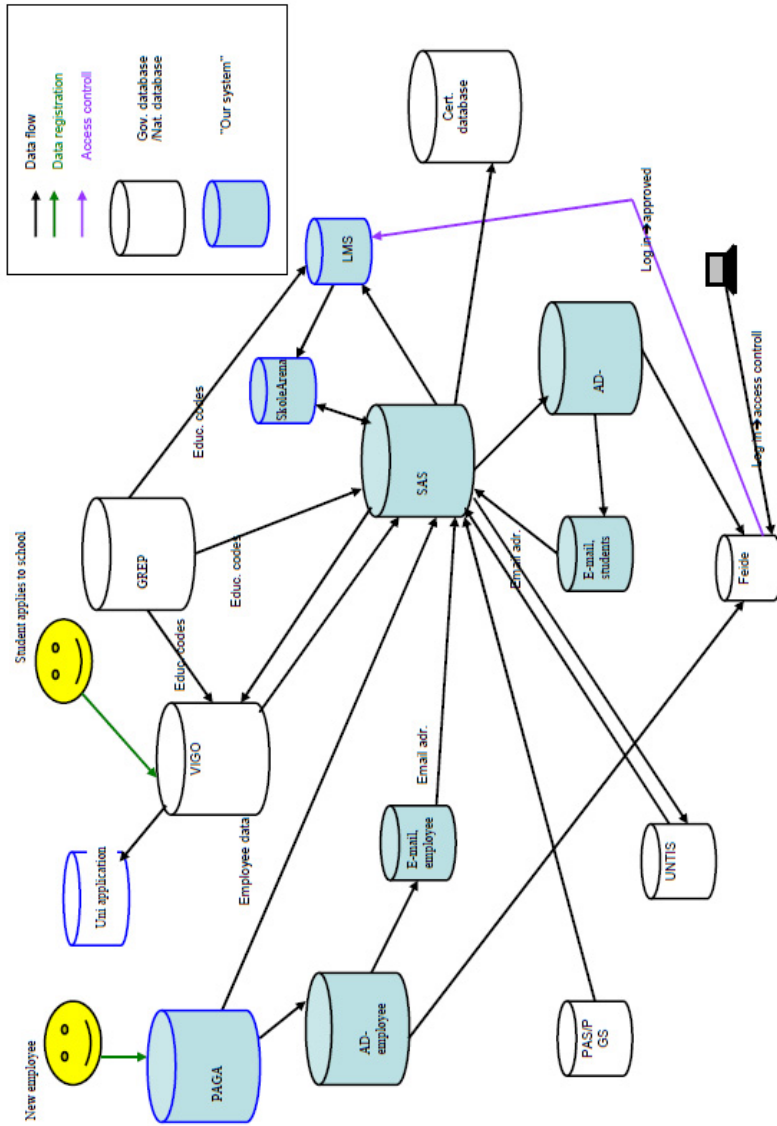 Data flow
Data registration
Access controll
Gov. database
/Nat. database
"Our system"
New employee
Student applies to school
PAGA
Uni application
VIGO
GREP
Educ. codes
Educ. codes
Educ. codes
Employee data
SkoleArena
LMS
AD-
employee
E-mail,
employee
Email adr.
SAS
Cert.
database
Email adr.
E-mail,
students
AD-
PAS/P
GS
UNTIS
Feide
Log in→approved
Log in→access controll